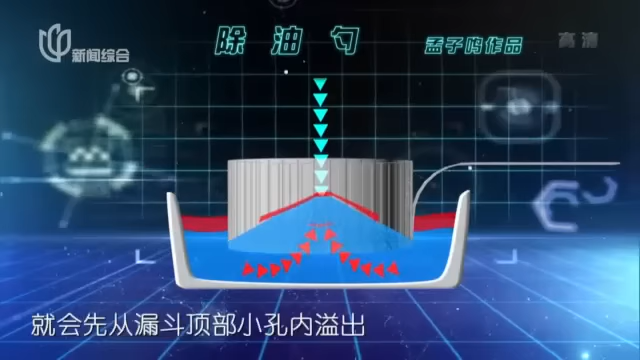 除油勺
孟子鸣作品
高清
新闻综合
就会先从漏斗顶部小孔内溢出